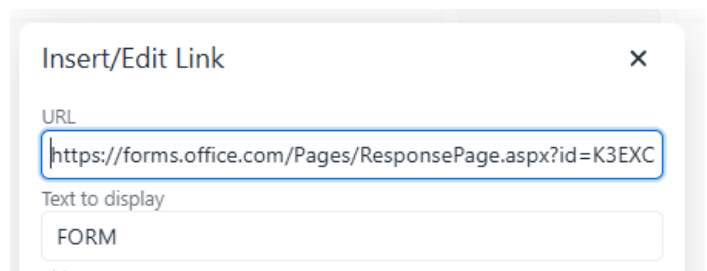 Insert/Edit Link
URL
https://forms.office.com/Pages/ResponsePage.aspx?id=K3EXC
Text to display
FORM